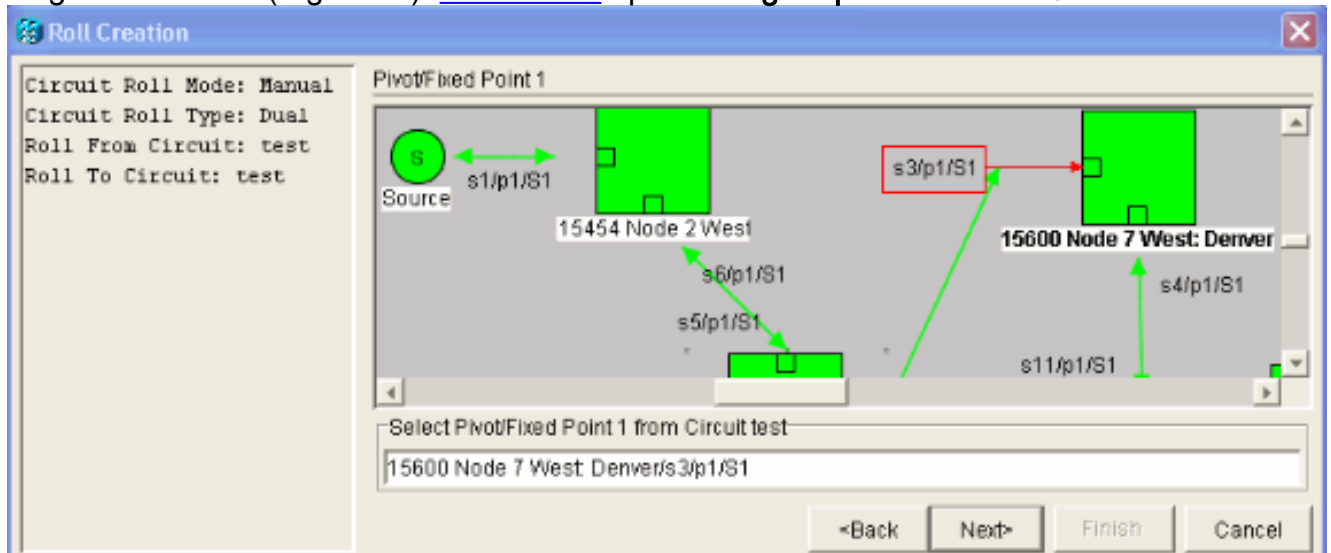 Roll Creation
Circuit Roll Mode: Manual
Circuit Roll Type: Dual
Roll From Circuit: test
Roll To Circuit: test
Pivot/Fixed Point 1
s
Source
s1/p1/S1
15454 Node 2 West
s3/p1/S1
15600 Node 7 West: Denver
s6/p1/S1
s5/p1/S1
s4/p1/S1
s11/p1/S1
Select Pivot/Fixed Point 1 from Circuit test
15600 Node 7 West: Denver/s3/p1/S1
<Back
Next>
Finish
Cancel